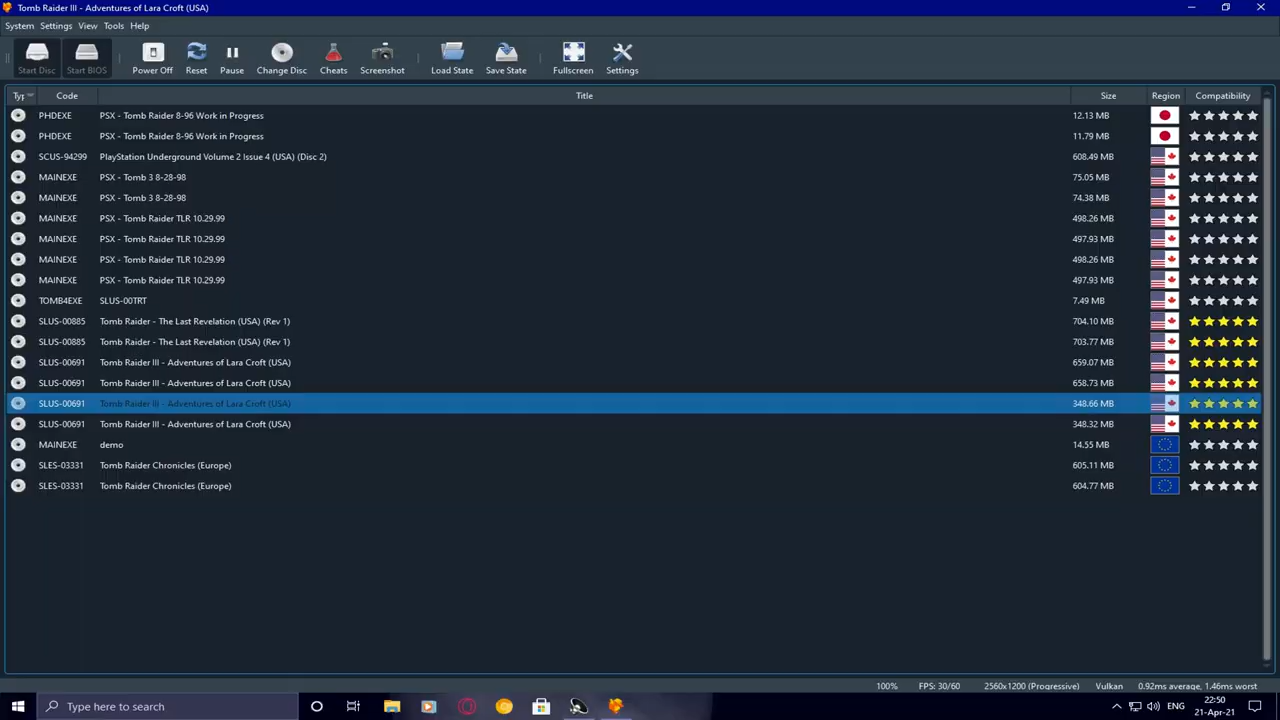 Tomb Raider III - Adventures of Lara Croft (USA)
System Settings View Tools Help
Start Disc Start BIOS Power Off Reset Pause Change Disc Cheats Screenshot Load State Save State Fullscreen Settings
Typ Code Title Size Region Compatibility
PHDEXE PSX - Tomb Raider 8-96 Work in Progress 12.13 MB
PHDEXE PSX - Tomb Raider 8-96 Work in Progress 11.79 MB
SCUS-94299 PlayStation Underground Volume 2 Issue 4 (USA) (Disc 2) 608.49 MB
MAINEXE PSX - Tomb 3 8-28-98 75.05 MB
MAINEXE PSX - Tomb 3 8-28-98 74.38 MB
MAINEXE PSX - Tomb Raider TLR 10.29.99 498.26 MB
MAINEXE PSX - Tomb Raider TLR 10.29.99 497.93 MB
MAINEXE PSX - Tomb Raider TLR 10.29.99 498.26 MB
MAINEXE PSX - Tomb Raider TLR 10.29.99 497.93 MB
TOMB4EXE SLUS-00TRT 7.49 MB
SLUS-00885 Tomb Raider - The Last Revelation (USA) (Rev 1) 704.10 MB
SLUS-00885 Tomb Raider - The Last Revelation (USA) (Rev 1) 703.77 MB
SLUS-00691 Tomb Raider III - Adventures of Lara Croft (USA) 659.07 MB
SLUS-00691 Tomb Raider III - Adventures of Lara Croft (USA) 658.73 MB
SLUS-00691 Tomb Raider III - Adventures of Lara Croft (USA) 348.66 MB
SLUS-00691 Tomb Raider III - Adventures of Lara Croft (USA) 348.32 MB
MAINEXE demo 14.55 MB
SLES-03331 Tomb Raider Chronicles (Europe) 605.11 MB
SLES-03331 Tomb Raider Chronicles (Europe) 604.77 MB
100% FPS: 30/60 2560x1200 (Progressive) Vulkan 0.92ms average, 1.46ms worst
Type here to search ENG 22:50
21-Apr-21